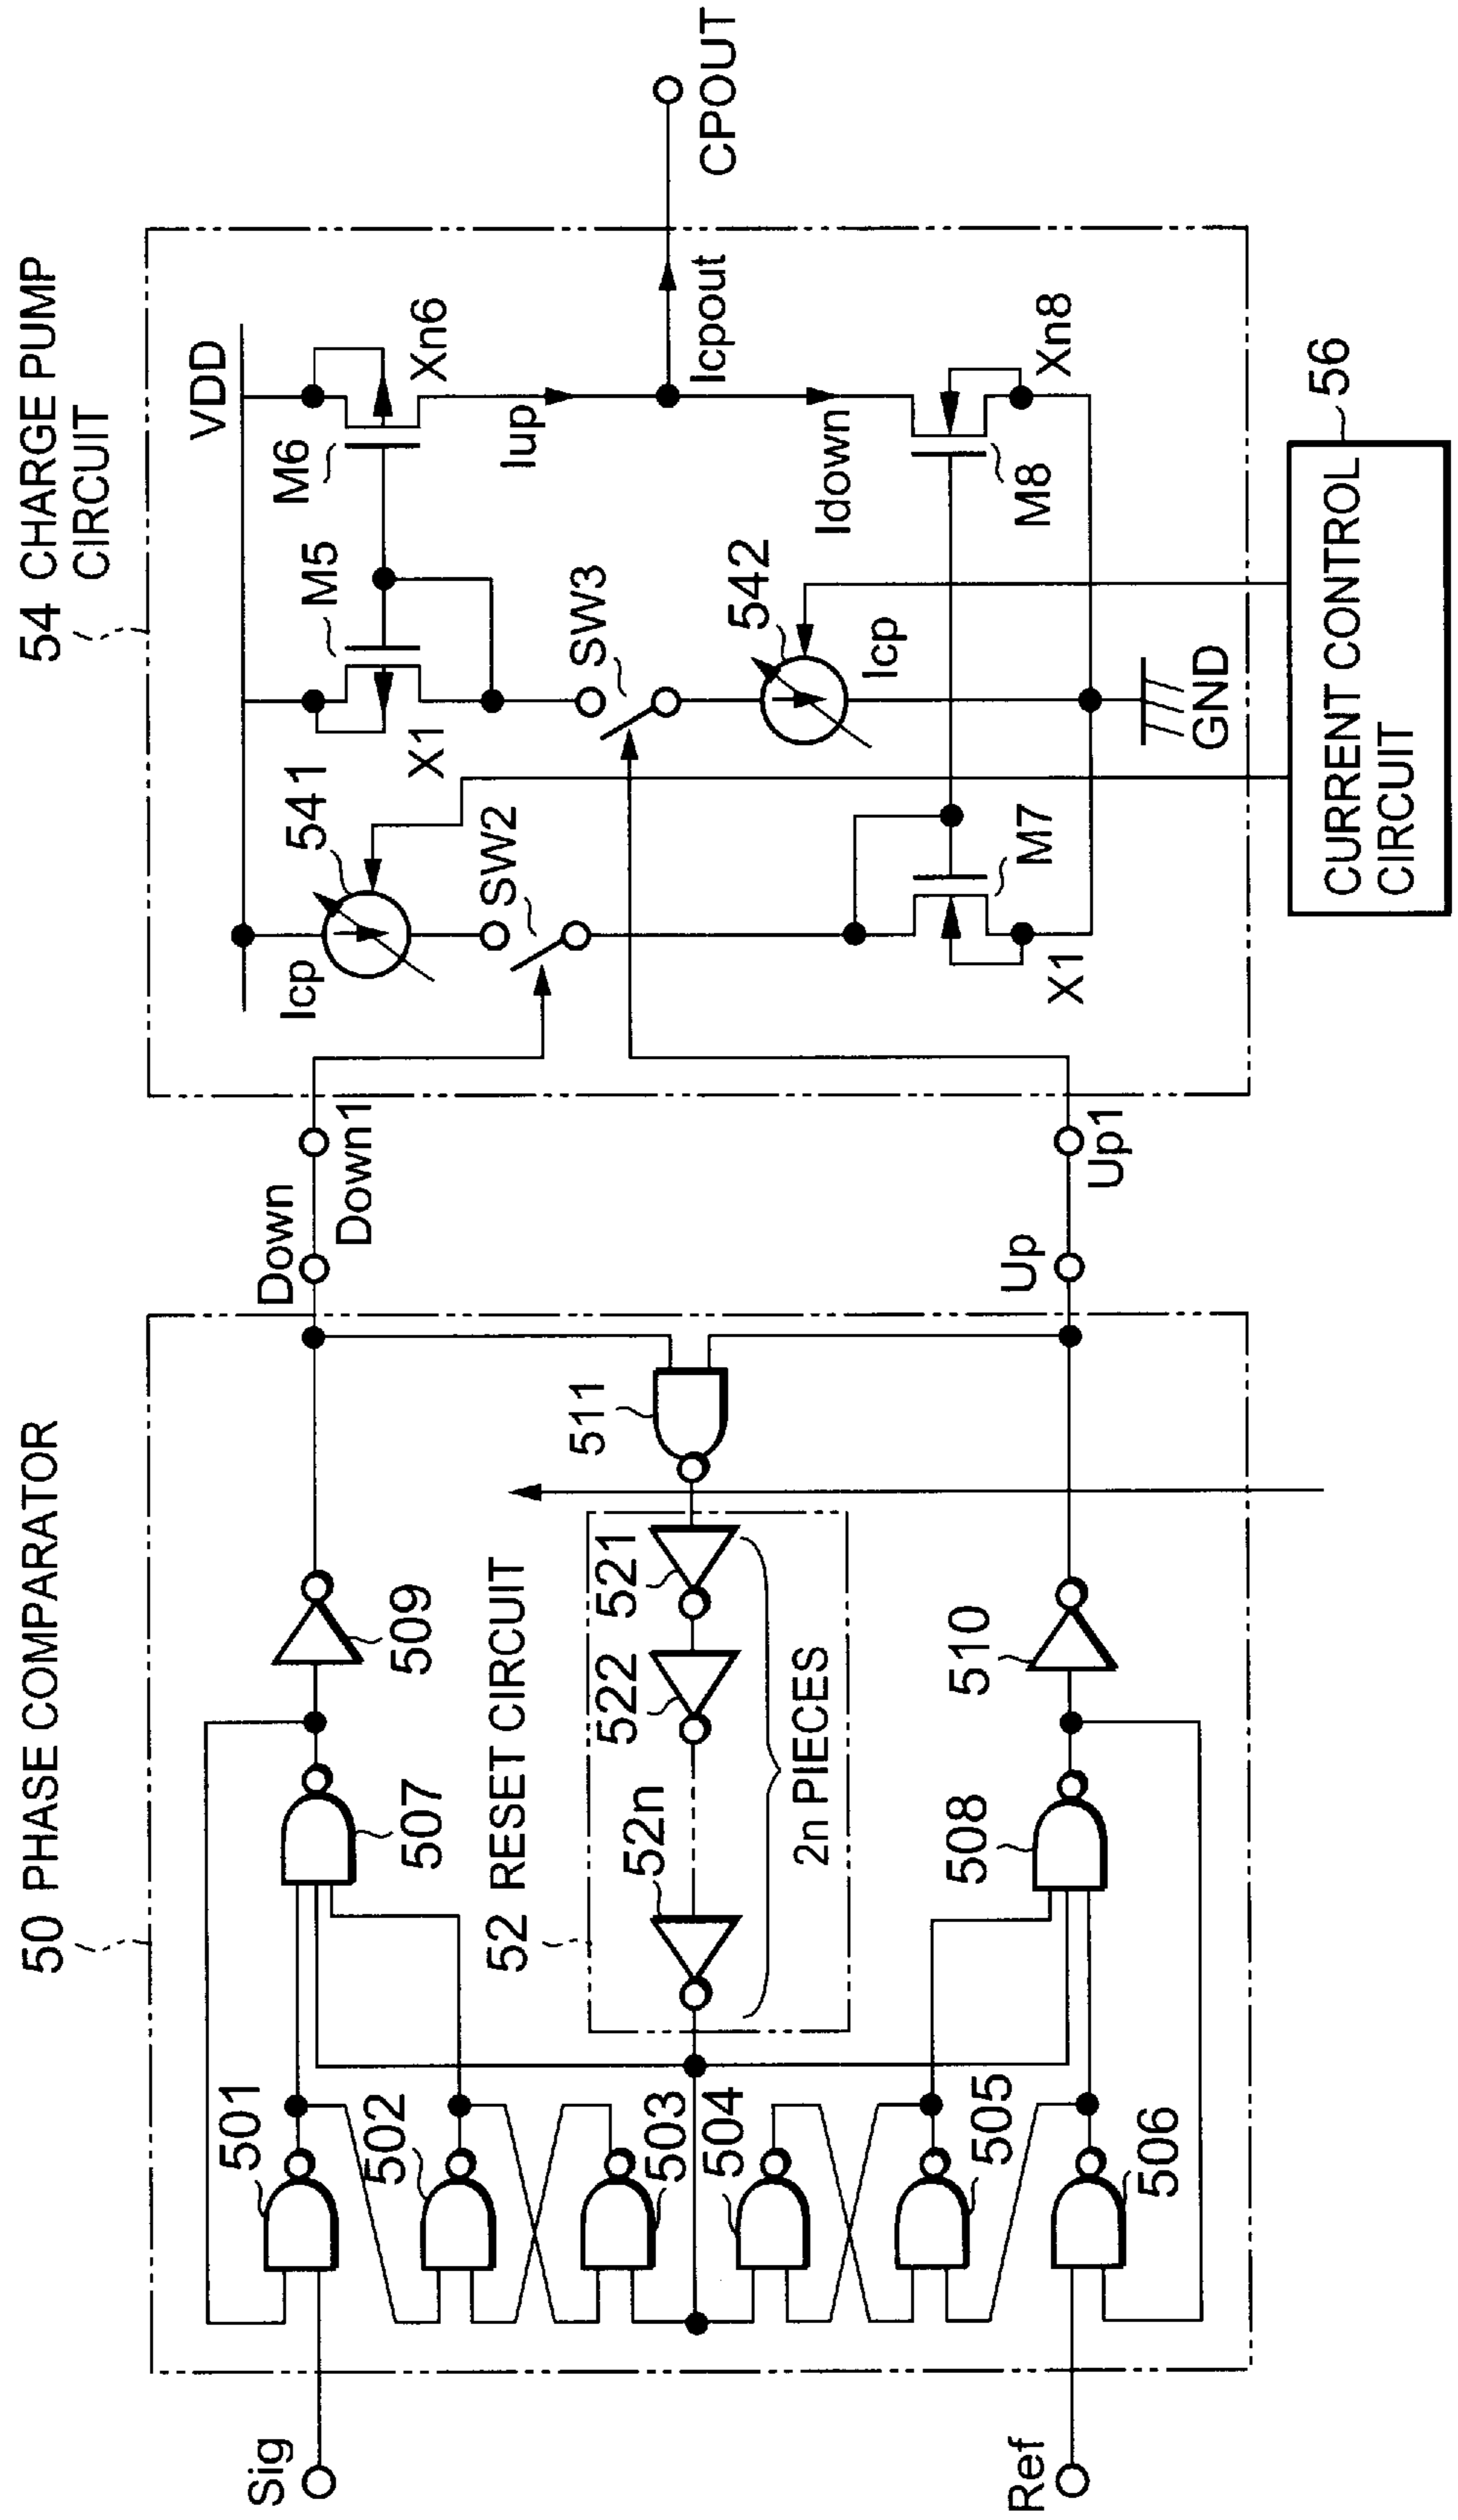 50 PHASE COMPARATOR
54 CHARGE PUMP
CIRCUIT
Sig
Ref
501
502
503
504
505
506
507
508
509
510
511
52 RESET CIRCUIT
521
522
52n
2n PIECES
Down
Down1
Up
Up1
VDD
Icp
541
SW2
M7
X1
M5
X1
SW3
542
Icp
GND
M6
Xn6
Iup
Idown
M8
Xn8
Icpout
CPOUT
56
CURRENT CONTROL
CIRCUIT